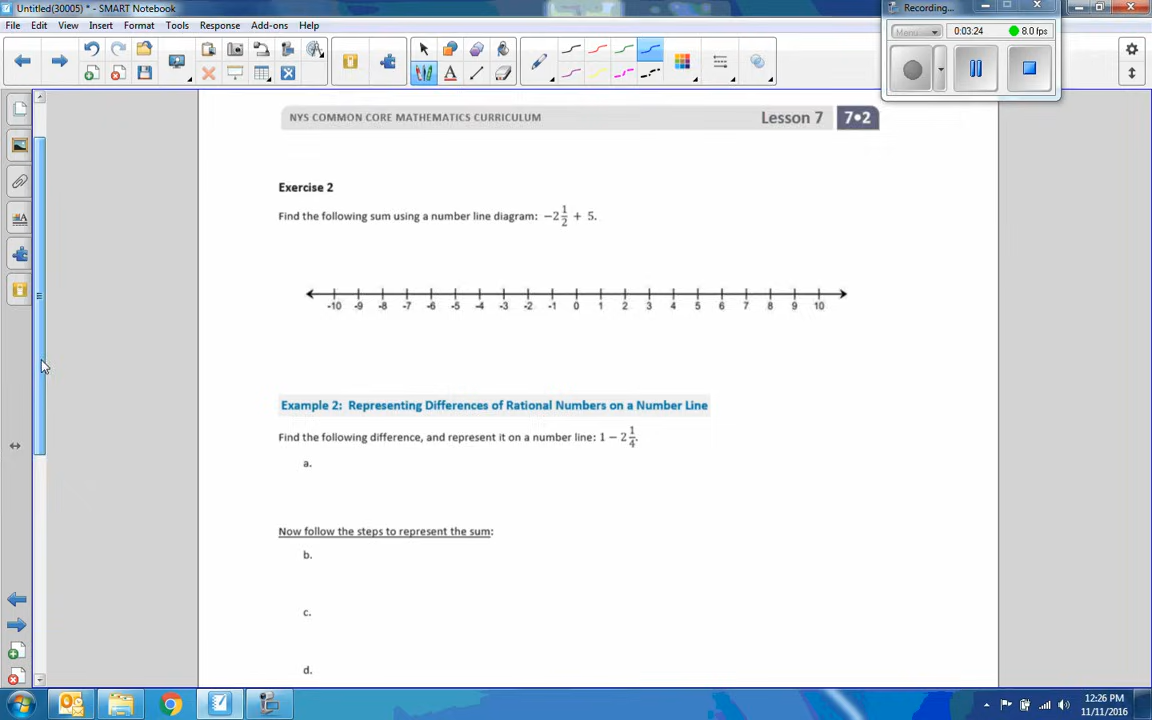 Untitled(30005) * - SMART Notebook
Recording...
File Edit View Insert Format Tools Response Add-ons Help
Menu 0:03:24 8.0 fps
NYS COMMON CORE MATHEMATICS CURRICULUM Lesson 7 7•2
Exercise 2
Find the following sum using a number line diagram: −2 1/2 + 5.
-10 -9 -8 -7 -6 -5 -4 -3 -2 -1 0 1 2 3 4 5 6 7 8 9 10
Example 2: Representing Differences of Rational Numbers on a Number Line
Find the following difference, and represent it on a number line: 1 − 2 1/4.
a.
Now follow the steps to represent the sum:
b.
c.
d.
12:26 PM
11/11/2016